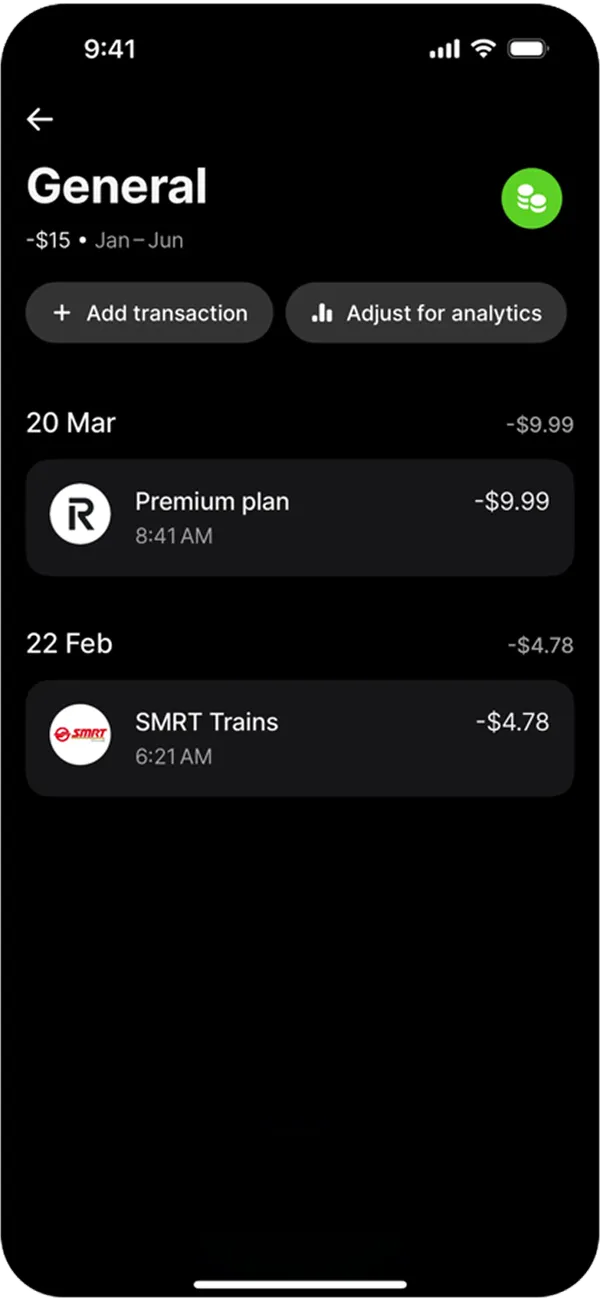 9:41
General
-$15 • Jan – Jun
+ Add transaction
Adjust for analytics
20 Mar
-$9.99
R
Premium plan
-$9.99
8:41 AM
22 Feb
-$4.78
SMRT
SMRT Trains
-$4.78
6:21 AM